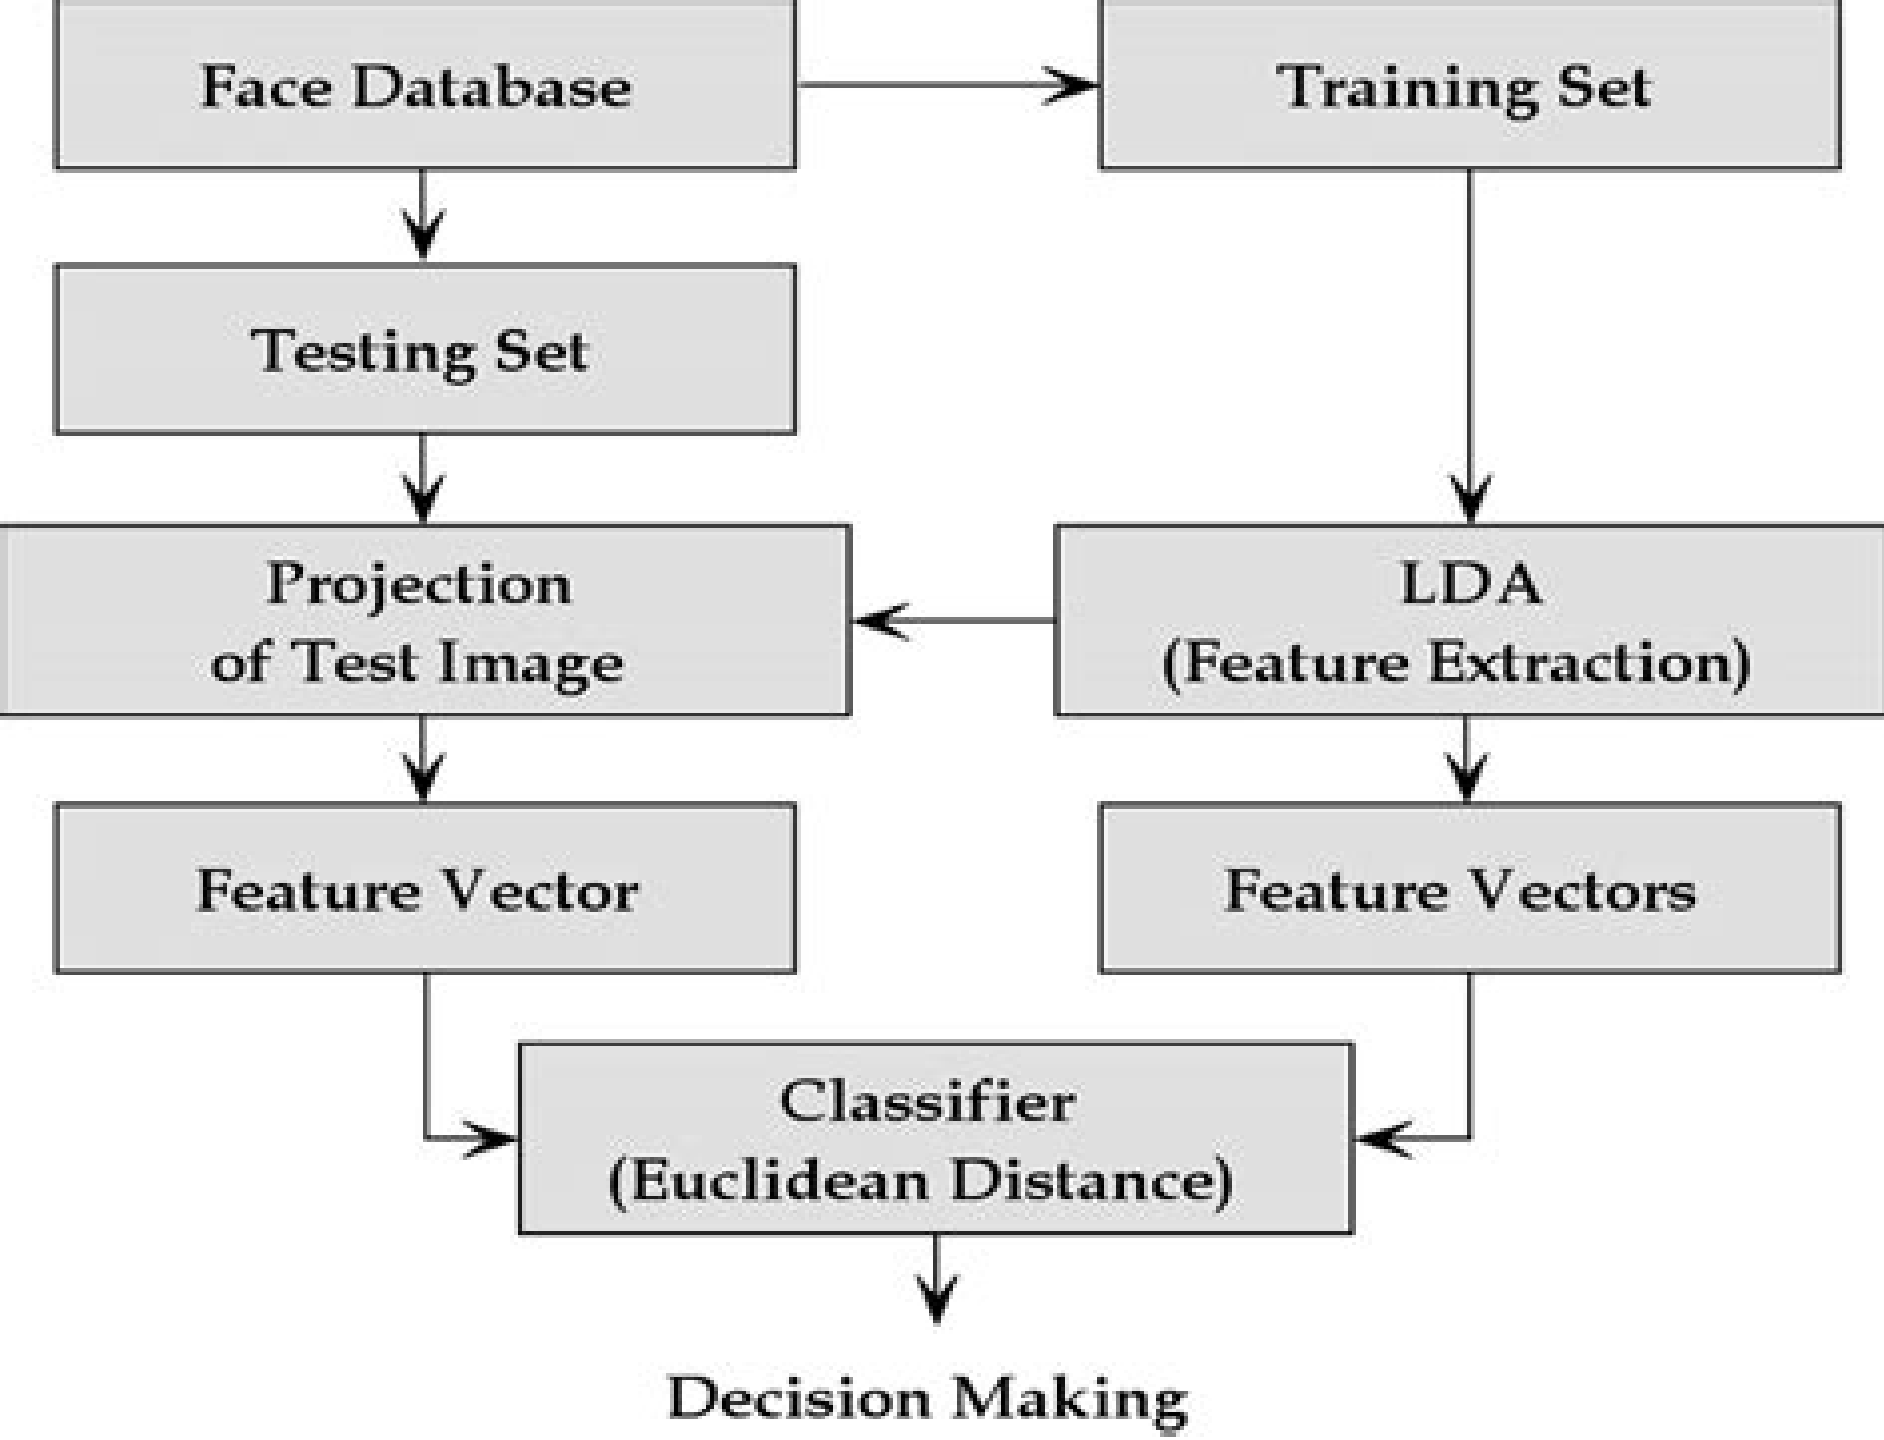 Face Database
Training Set
Testing Set
Projection
of Test Image
LDA
(Feature Extraction)
Feature Vector
Feature Vectors
Classifier
(Euclidean Distance)
Decision Making